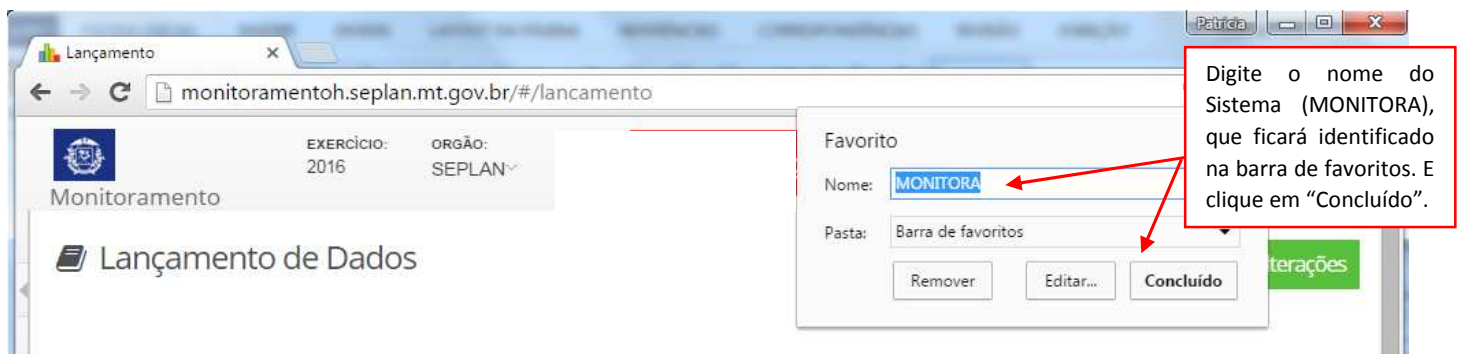 Patricia
Lançamento
monitoramentoh.seplan.mt.gov.br/#/lancamento
Digite o nome do
Sistema (MONITORA),
que ficará identificado
na barra de favoritos. E
clique em “Concluído”.
EXERCÍCIO:
2016
ORGÃO:
SEPLAN
Monitoramento
Favorito
Nome: MONITORA
Pasta: Barra de favoritos
Remover Editar... Concluído
Lançamento de Dados
lterações